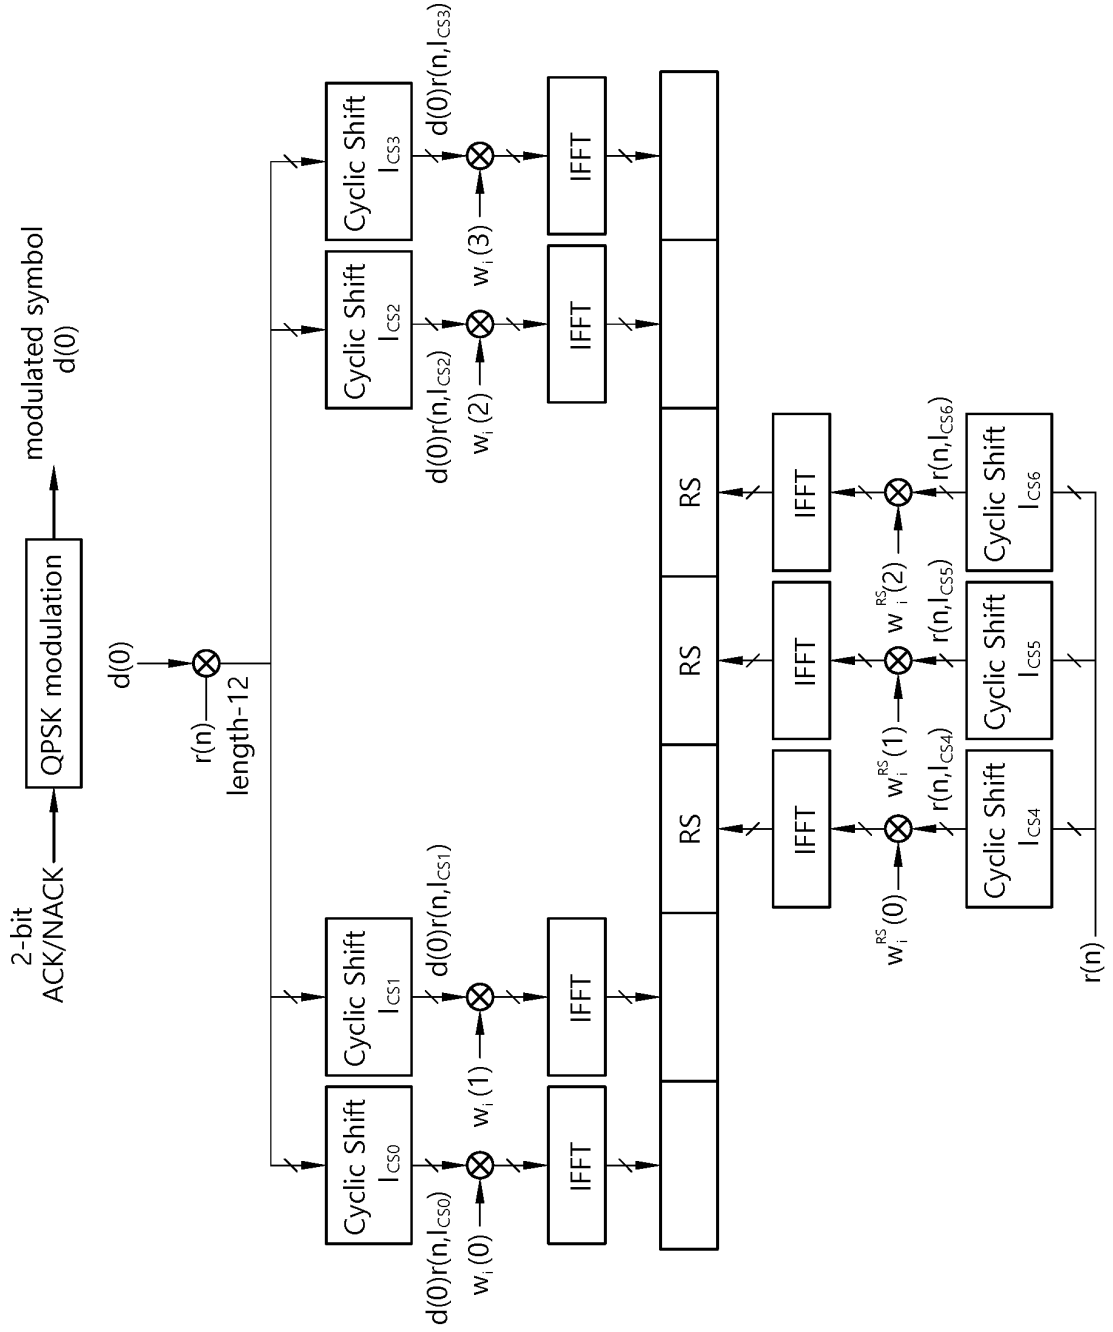 2-bit
ACK/NACK
QPSK modulation
modulated symbol
d(0)
d(0)
r(n)
length-12
Cyclic Shift
I_CS0
Cyclic Shift
I_CS1
Cyclic Shift
I_CS2
Cyclic Shift
I_CS3
d(0)r(n,I_CS0)
d(0)r(n,I_CS1)
d(0)r(n,I_CS2)
d(0)r(n,I_CS3)
w_i(0)
w_i(1)
w_i(2)
w_i(3)
IFFT
IFFT
IFFT
IFFT
RS
RS
RS
IFFT
IFFT
IFFT
w_i^RS(0)
w_i^RS(1)
w_i^RS(2)
r(n,I_CS4)
r(n,I_CS5)
r(n,I_CS6)
Cyclic Shift
I_CS4
Cyclic Shift
I_CS5
Cyclic Shift
I_CS6
r(n)